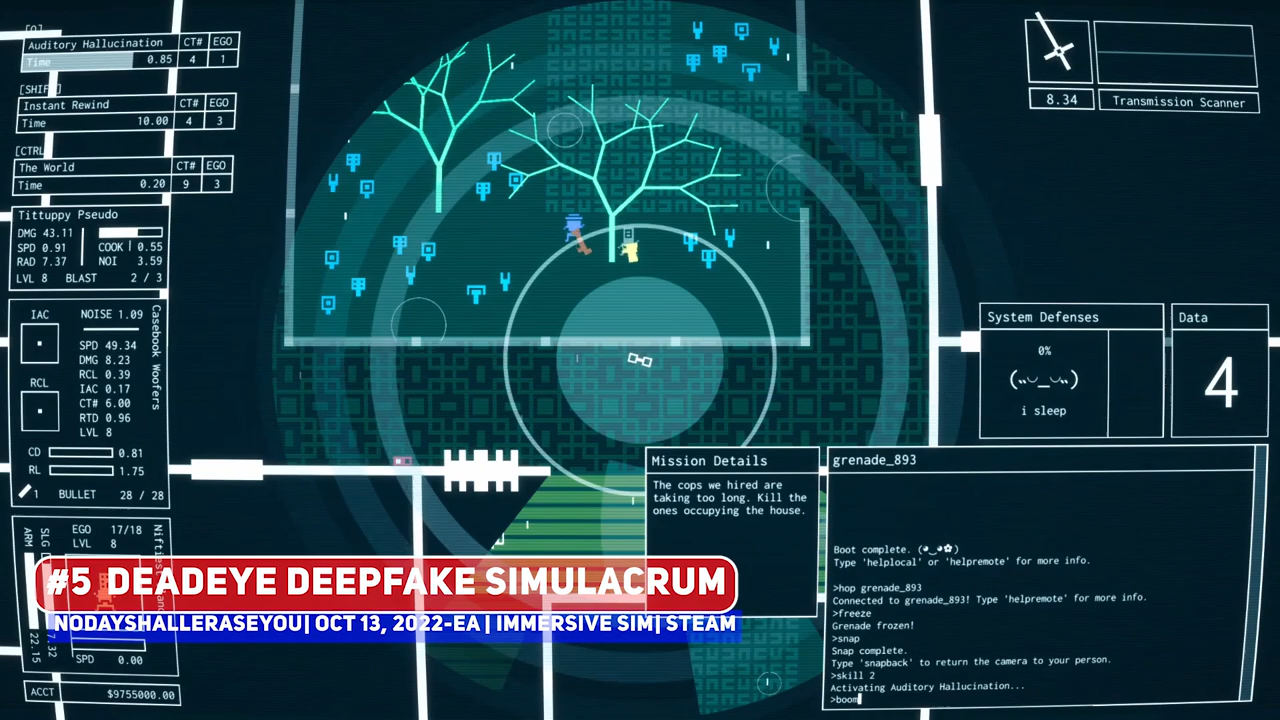 [Q]
Auditory Hallucination CT# EGO
Time 0.85 4 1
[SHIFT]
Instant Rewind CT# EGO
Time 10.00 4 3
[CTRL
The World CT# EGO
Time 0.20 9 3
Tittuppy Pseudo
DMG 43.11
SPD 0.91 COOK 0.55
RAD 7.37 NOI 3.59
LVL 8 BLAST 2 / 3
IAC NOISE 1.09
SPD 49.34
DMG 8.23
RCL RCL 0.39
IAC 0.17
CT# 6.00
RTD 0.96
LVL 8
CD 0.81
RL 1.75
1 BULLET 28 / 28
Casebook Woofers
EGO 17/18
LVL 8
ARM SLG
22.15 7.32
SPD 0.00
ACCT $9755000.00
8.34 Transmission Scanner
System Defenses
0%
i sleep
Data
4
Mission Details
The cops we hired are
taking too long. Kill the
ones occupying the house.
grenade_893
Boot complete. (◕‿◕✿)
Type 'helplocal' or 'helpremote' for more info.
>hop grenade_893
Connected to grenade_893! Type 'helpremote' for more info.
>freeze
Grenade frozen!
>snap
Snap complete.
Type 'snapback' to return the camera to your person.
>skill 2
Activating Auditory Hallucination...
>boom
#5 DEADEYE DEEPFAKE SIMULACRUM
NODAYSHALLERASEYOU| OCT 13, 2022-EA | IMMERSIVE SIM| STEAM